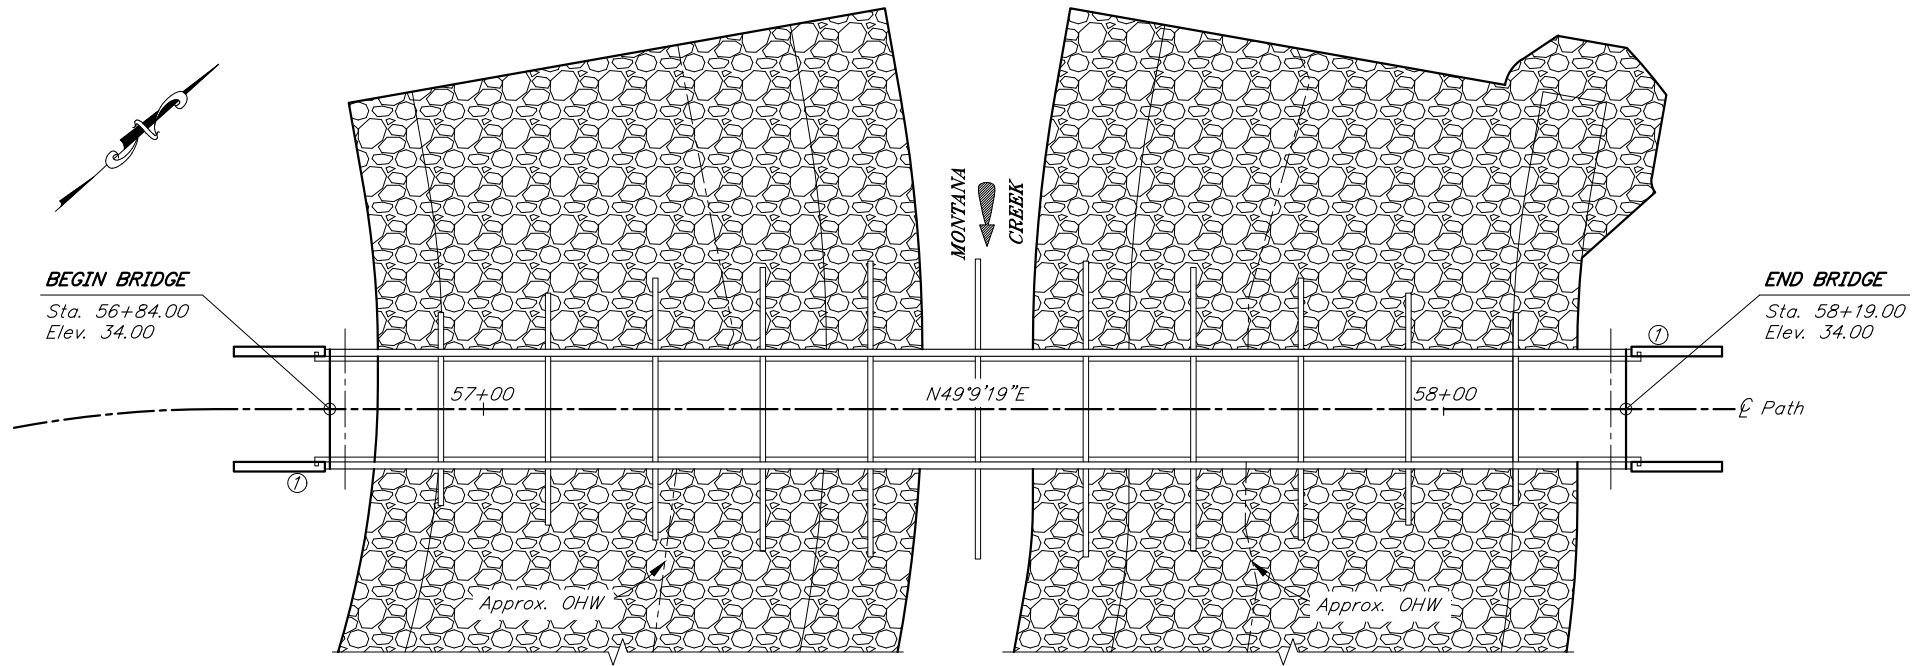 MONTANA
CREEK
BEGIN BRIDGE
Sta. 56+84.00
Elev. 34.00
END BRIDGE
Sta. 58+19.00
Elev. 34.00
1
57+00
N49°9'19"E
58+00
℄ Path
1
Approx. OHW
Approx. OHW